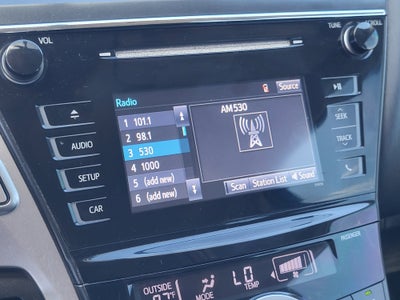 VOL
TUNE
SCROLL
Source
Radio
1 101.1
2 98.1
3 530
4 1000
5 (add new)
6 (add new)
AM530
Scan
Station List
Sound
AUDIO
SETUP
CAR
SEEK
TRACK
PASSENGER
OUTSIDE
°F
MODE
LO
TEMP